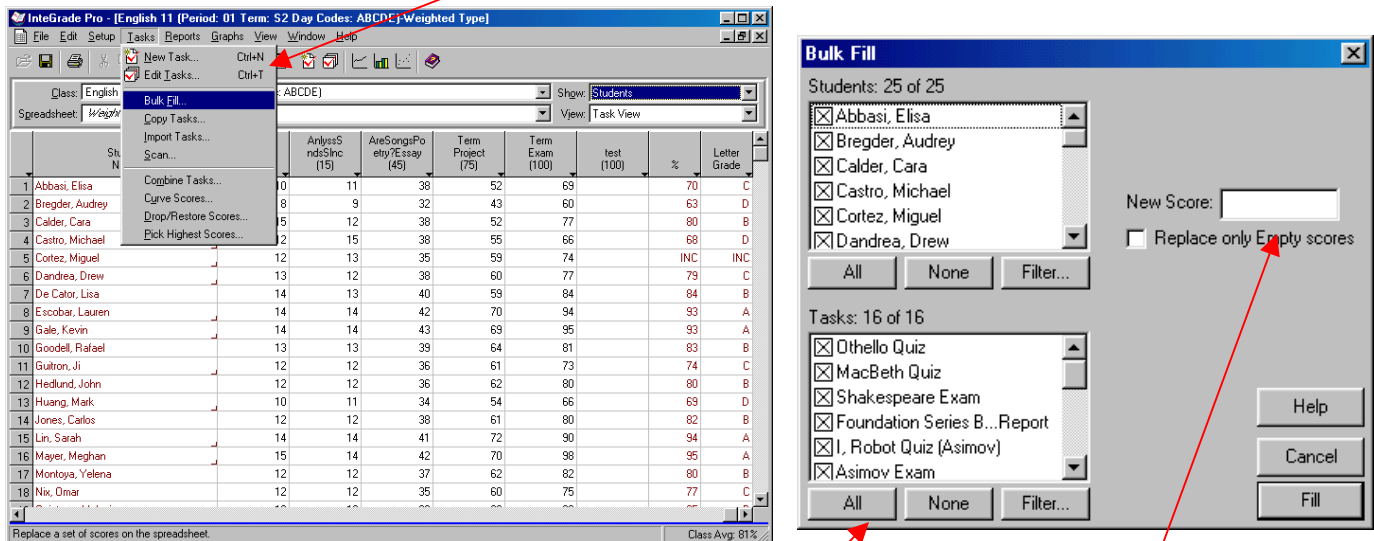 InteGrade Pro - [English 11 (Period: 01 Term: S2 Day Codes: ABCDE)-Weighted Type]
File Edit Setup Tasks Reports Graphs View Window Help
New Task... Ctrl+N
Edit Tasks... Ctrl+T
Bulk Fill...
Copy Tasks...
Import Tasks...
Scan...
Combine Tasks...
Curve Scores...
Drop/Restore Scores...
Pick Highest Scores...
Class: English ABCDE) Show: Students
Spreadsheet: Weigh View: Task View
Stu N AnlyssS ndsSInc (15) AreSongsPo etry?Essay (45) Term Project (75) Term Exam (100) test (100) % Letter Grade
1 Abbasi, Elisa 10 11 38 52 69 70 C
2 Bregder, Audrey 8 9 32 43 60 63 D
3 Calder, Cara 15 12 38 52 77 80 B
4 Castro, Michael 12 15 38 55 66 68 D
5 Cortez, Miguel 12 13 35 59 74 INC INC
6 Dandrea, Drew 13 12 38 60 77 79 C
7 De Cator, Lisa 14 13 40 59 84 84 B
8 Escobar, Lauren 14 14 42 70 94 93 A
9 Gale, Kevin 14 14 43 69 95 93 A
10 Goodell, Rafael 13 13 39 64 81 83 B
11 Guitron, Ji 12 12 36 61 73 74 C
12 Hedlund, John 12 12 36 62 80 80 B
13 Huang, Mark 10 11 34 54 66 69 D
14 Jones, Carlos 12 12 38 61 80 82 B
15 Lin, Sarah 14 14 41 72 90 94 A
16 Mayer, Meghan 15 14 42 70 98 95 A
17 Montoya, Yelena 12 12 37 62 82 80 B
18 Nix, Omar 12 12 35 60 75 77 C
Replace a set of scores on the spreadsheet. Class Avg: 81%
Bulk Fill
Students: 25 of 25
Abbasi, Elisa
Bregder, Audrey
Calder, Cara
Castro, Michael
Cortez, Miguel
Dandrea, Drew
All None Filter...
New Score:
Replace only Empty scores
Tasks: 16 of 16
Othello Quiz
MacBeth Quiz
Shakespeare Exam
Foundation Series B...Report
I, Robot Quiz (Asimov)
Asimov Exam
All None Filter...
Help
Cancel
Fill